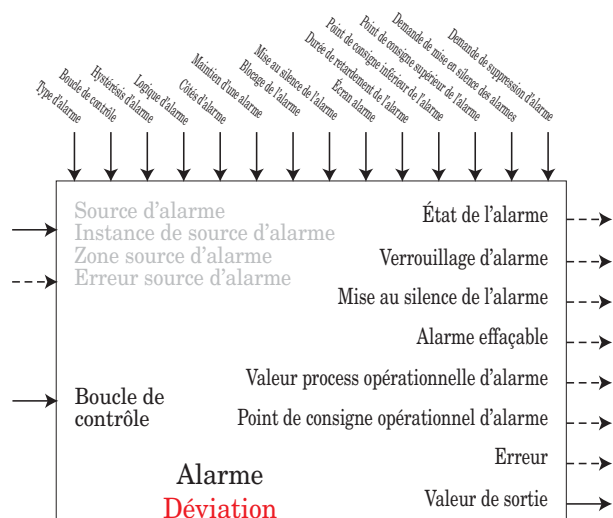 Type d'alarme
Boucle de contrôle
Hystérésis d'alarme
Logique d'alarme
Côtés d'alarme
Maintien d'une alarme
Blocage de l'alarme
Mise au silence de l'alarme
Écran alarme
Durée de retardement de l'alarme
Point de consigne inférieur de l'alarme
Point de consigne supérieur de l'alarme
Demande de mise en silence des alarmes
Demande de suppression d'alarme
Source d'alarme
Instance de source d'alarme
Zone source d'alarme
Erreur source d'alarme
Boucle de
contrôle
État de l'alarme
Verrouillage d'alarme
Mise au silence de l'alarme
Alarme effaçable
Valeur process opérationnelle d'alarme
Point de consigne opérationnel d'alarme
Erreur
Valeur de sortie
Alarme
Déviation